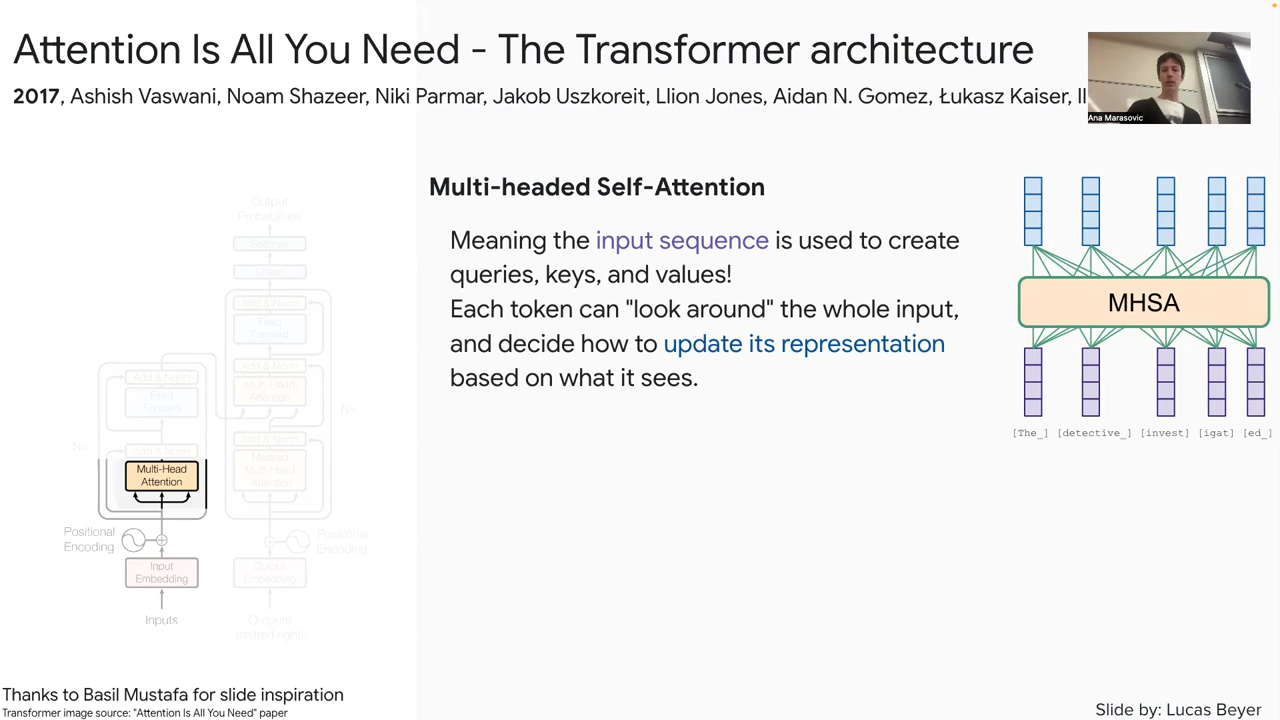 Attention Is All You Need - The Transformer architecture
2017, Ashish Vaswani, Noam Shazeer, Niki Parmar, Jakob Uszkoreit, Llion Jones, Aidan N. Gomez, Łukasz Kaiser, Il
Ana Marasovic
Multi-headed Self-Attention
Meaning the input sequence is used to create
queries, keys, and values!
Each token can "look around" the whole input,
and decide how to update its representation
based on what it sees.
MHSA
[The_] [detective_] [invest] [igat] [ed_]
Output
Probabilities
Softmax
Linear
Add & Norm
Feed
Forward
Add & Norm
Multi-Head
Attention
Nx
Add & Norm
Masked
Multi-Head
Attention
Positional
Encoding
Output
Embedding
Outputs
(shifted right)
Add & Norm
Feed
Forward
Nx
Add & Norm
Multi-Head
Attention
Positional
Encoding
Input
Embedding
Inputs
Thanks to Basil Mustafa for slide inspiration
Transformer image source: "Attention Is All You Need" paper
Slide by: Lucas Beyer